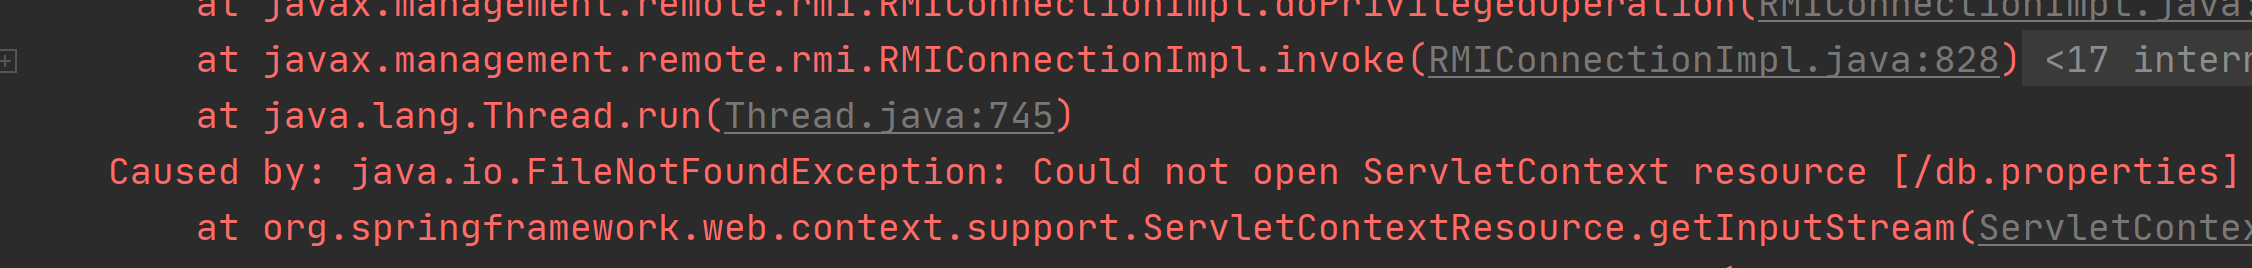 at javax.management.remote.rmi.RMIConnectionImpl.doPrivilegedOperation(RMIConnectionImpl.java:
at javax.management.remote.rmi.RMIConnectionImpl.invoke(RMIConnectionImpl.java:828) <17 intern
at java.lang.Thread.run(Thread.java:745)
Caused by: java.io.FileNotFoundException: Could not open ServletContext resource [/db.properties]
at org.springframework.web.context.support.ServletContextResource.getInputStream(ServletContex